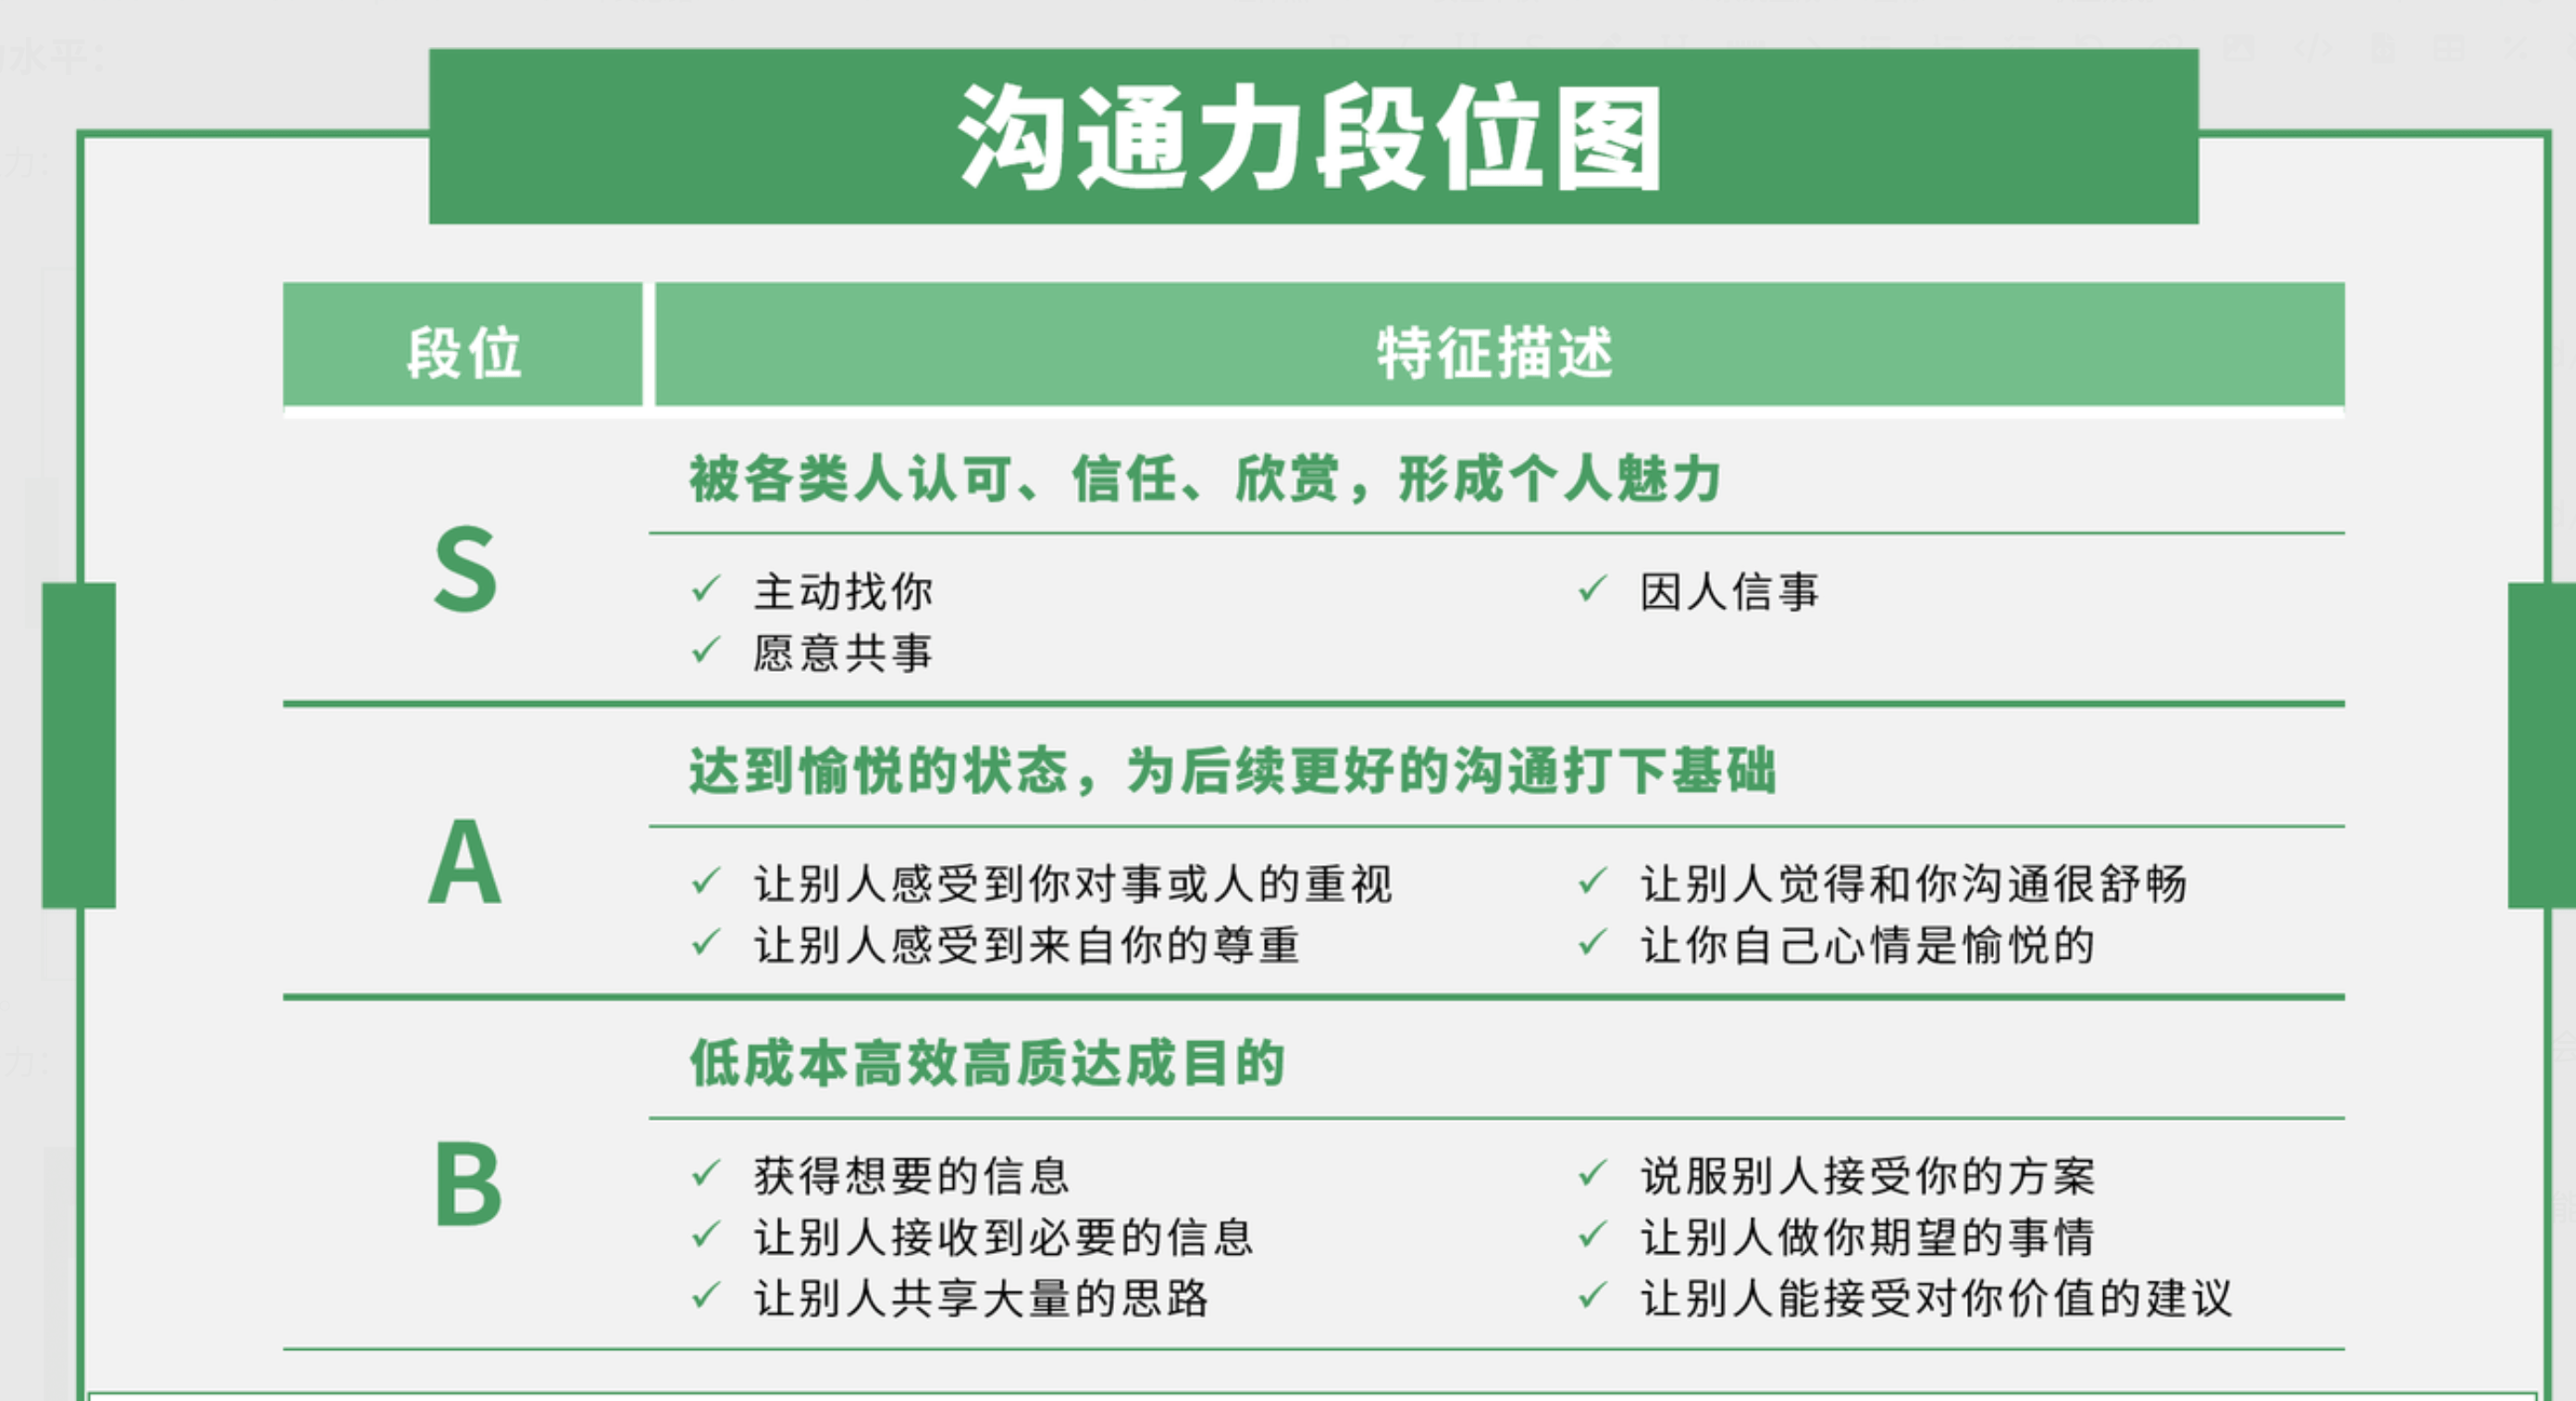 水平：
力：
沟通力段位图
段位
特征描述
S
被各类人认可、信任、欣赏，形成个人魅力
✓ 主动找你
✓ 因人信事
✓ 愿意共事
A
达到愉悦的状态，为后续更好的沟通打下基础
✓ 让别人感受到你对事或人的重视
✓ 让别人觉得和你沟通很舒畅
✓ 让别人感受到来自你的尊重
✓ 让你自己心情是愉悦的
力：
B
低成本高效高质达成目的
✓ 获得想要的信息
✓ 说服别人接受你的方案
✓ 让别人接收到必要的信息
✓ 让别人做你期望的事情
✓ 让别人共享大量的思路
✓ 让别人能接受对你价值的建议